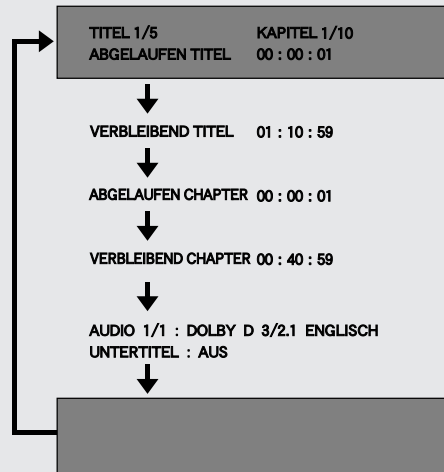 TITEL 1/5 KAPITEL 1/10
ABGELAUFEN TITEL 00 : 00 : 01
VERBLEIBEND TITEL 01 : 10 : 59
ABGELAUFEN CHAPTER 00 : 00 : 01
VERBLEIBEND CHAPTER 00 : 40 : 59
AUDIO 1/1 : DOLBY D 3/2.1 ENGLISCH
UNTERTITEL : AUS